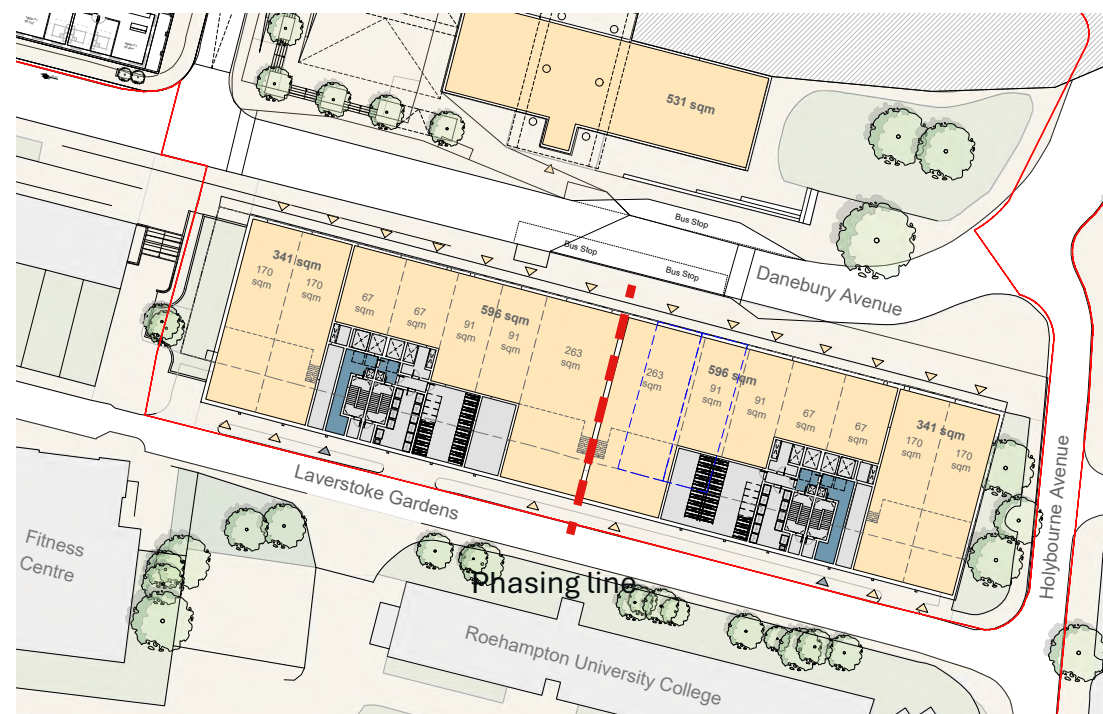 531 sqm
Bus Stop
Bus Stop
Bus Stop
Danebury Avenue
341 sqm
170
sqm
170
sqm
67
sqm
67
sqm
596 sqm
91
sqm
91
sqm
263
sqm
263
sqm
596 sqm
91
sqm
91
sqm
67
sqm
67
sqm
341 sqm
170
sqm
170
sqm
Laverstoke Gardens
Holybourne Avenue
Fitness
Centre
Phasing line
Roehampton University College